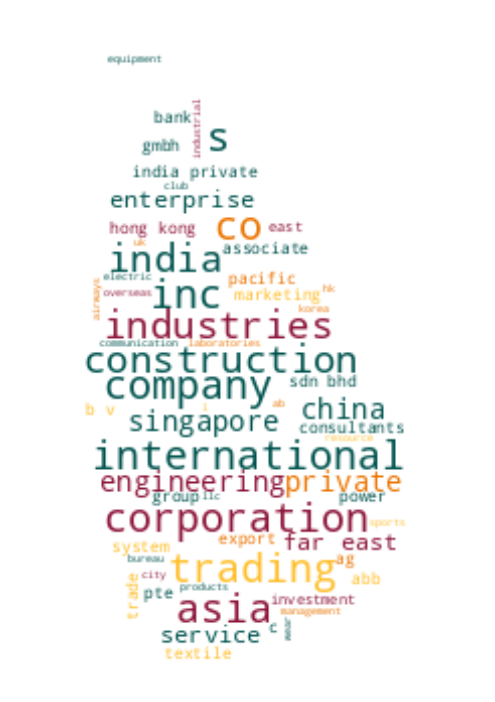 equipment
bank
industrial
s
gmbh
india private
club
enterprise
hong kong
co
east
uk
associate
india
electric
pacific
airways
overseas
inc
marketing
hk
korea
industries
communication
laboratories
construction
company
sdn bhd
b v
ab
china
singapore
consultants
resource
international
engineering
private
group
llc
power
corporation
sports
export
far east
system
bureau
trading
ag
city
abb
trade
pte
products
asia
investment
management
service
c
wear
textile